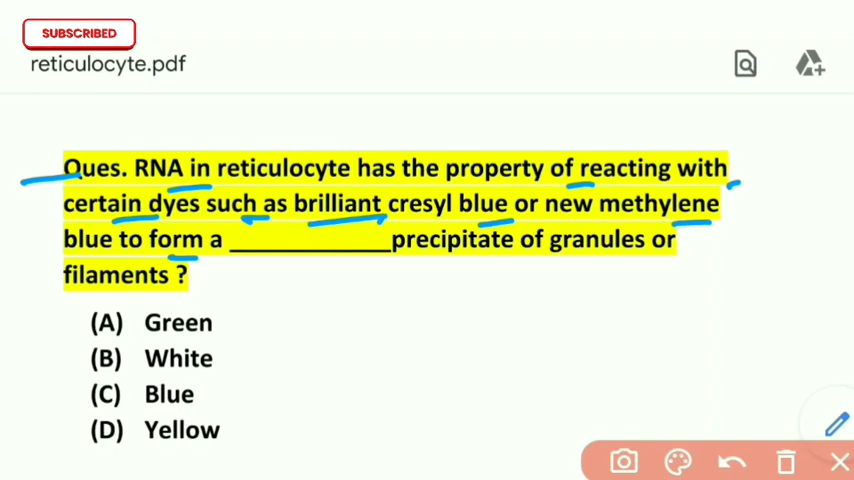 SUBSCRIBED
reticulocyte.pdf
Ques. RNA in reticulocyte has the property of reacting with
certain dyes such as brilliant cresyl blue or new methylene
blue to form a ____________precipitate of granules or
filaments ?
(A) Green
(B) White
(C) Blue
(D) Yellow